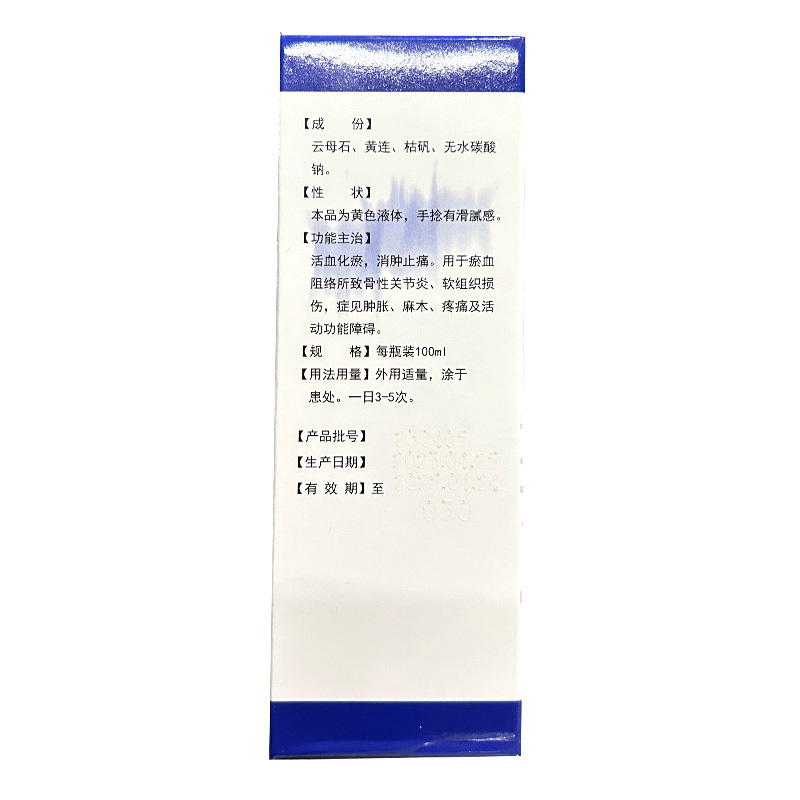 【成　　份】
云母石、黄连、枯矾、无水碳酸
钠。
【性　　状】
本品为黄色液体，手捻有滑腻感。
【功能主治】
活血化瘀，消肿止痛。用于瘀血
阻络所致骨性关节炎、软组织损
伤，症见肿胀、麻木、疼痛及活
动功能障碍。
【规　　格】每瓶装100ml
【用法用量】外用适量，涂于
患处。一日3-5次。
【产品批号】
【生产日期】
【有 效 期】至